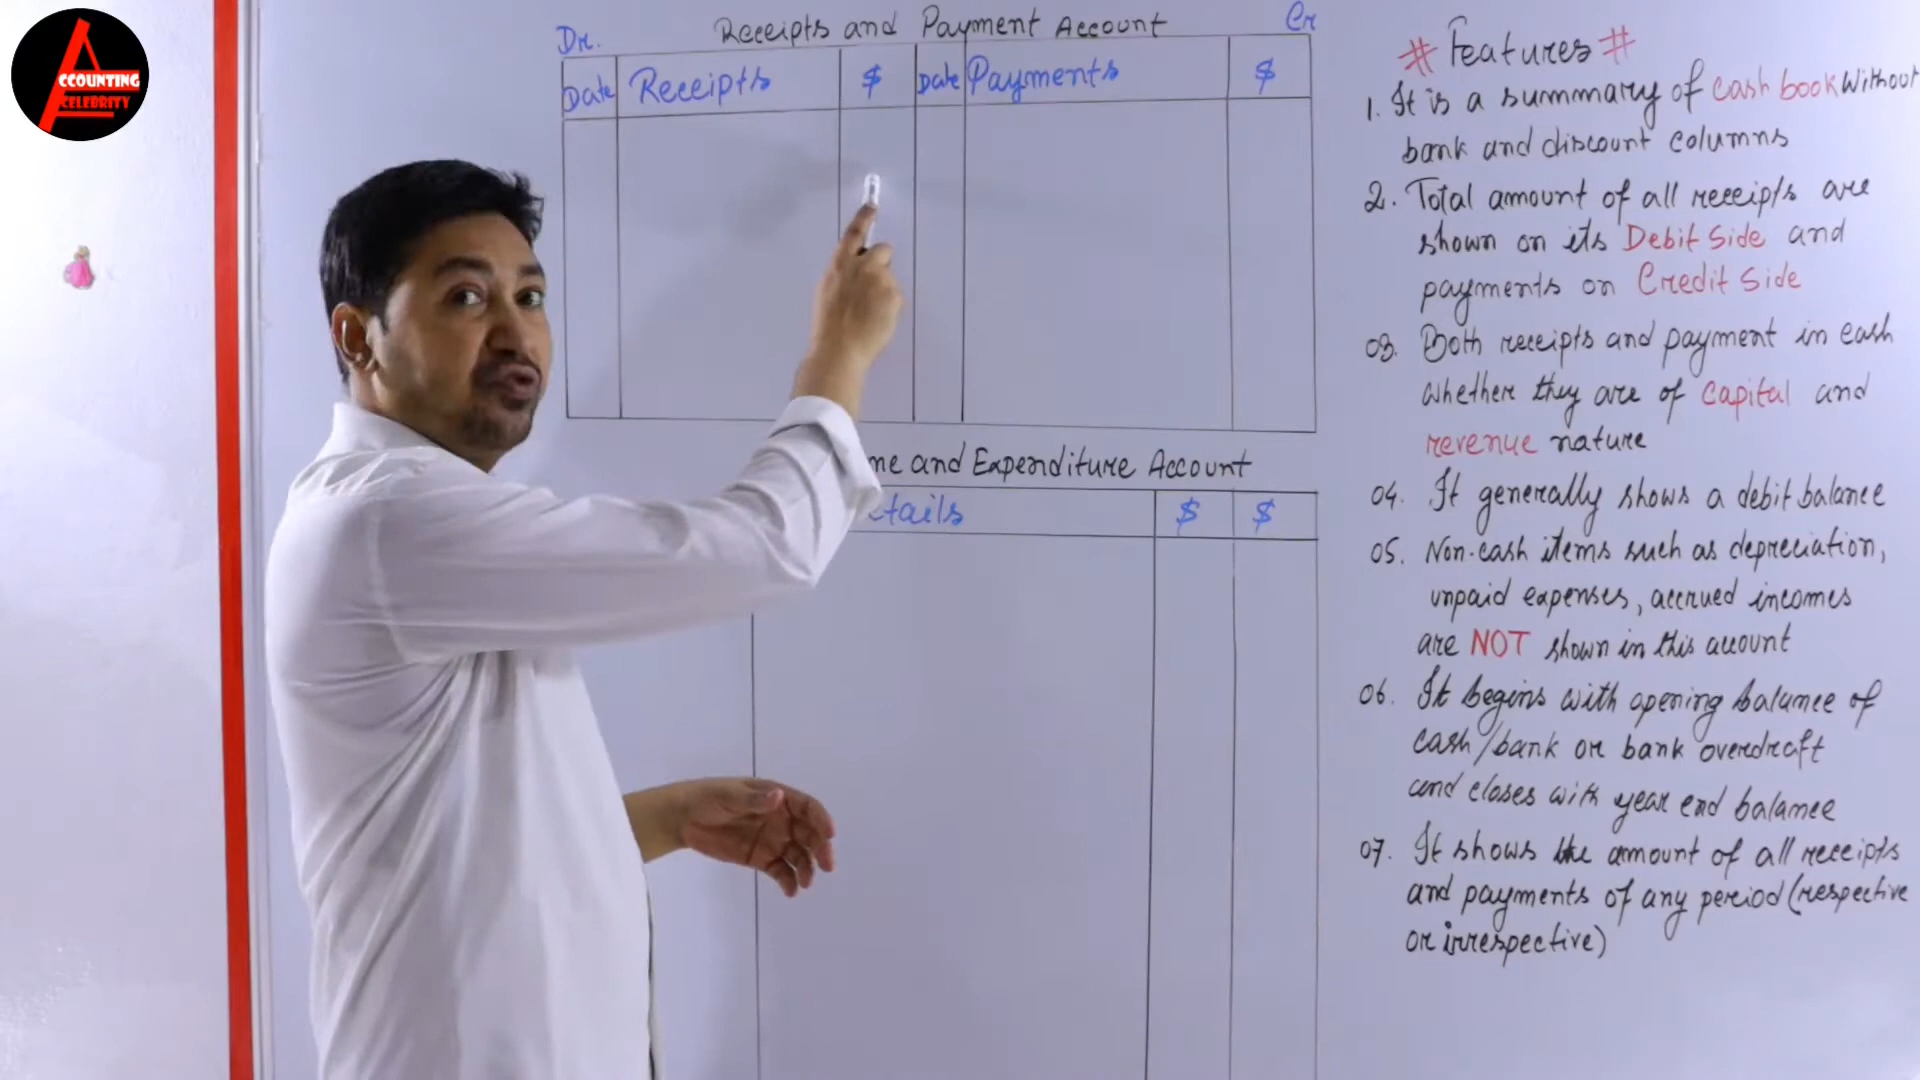 ACCOUNTING
CELEBRITY
Dr. Receipts and Payment Account Cr
Date Receipts $ Date Payments $
me and Expenditure Account
tails $ $
# Features #
1. It is a summary of cash book without
bank and discount columns
2. Total amount of all receipts are
shown on its Debit Side and
payments on Credit Side
03. Both receipts and payment in cash
whether they are of capital and
revenue nature
04. It generally shows a debit balance
05. Non-cash items such as depreciation,
unpaid expenses, accrued incomes
are NOT shown in this account
06. It begins with opening balance of
cash/bank or bank overdraft
and closes with year end balance
07. It shows the amount of all receipts
and payments of any period (respective
or irrespective)